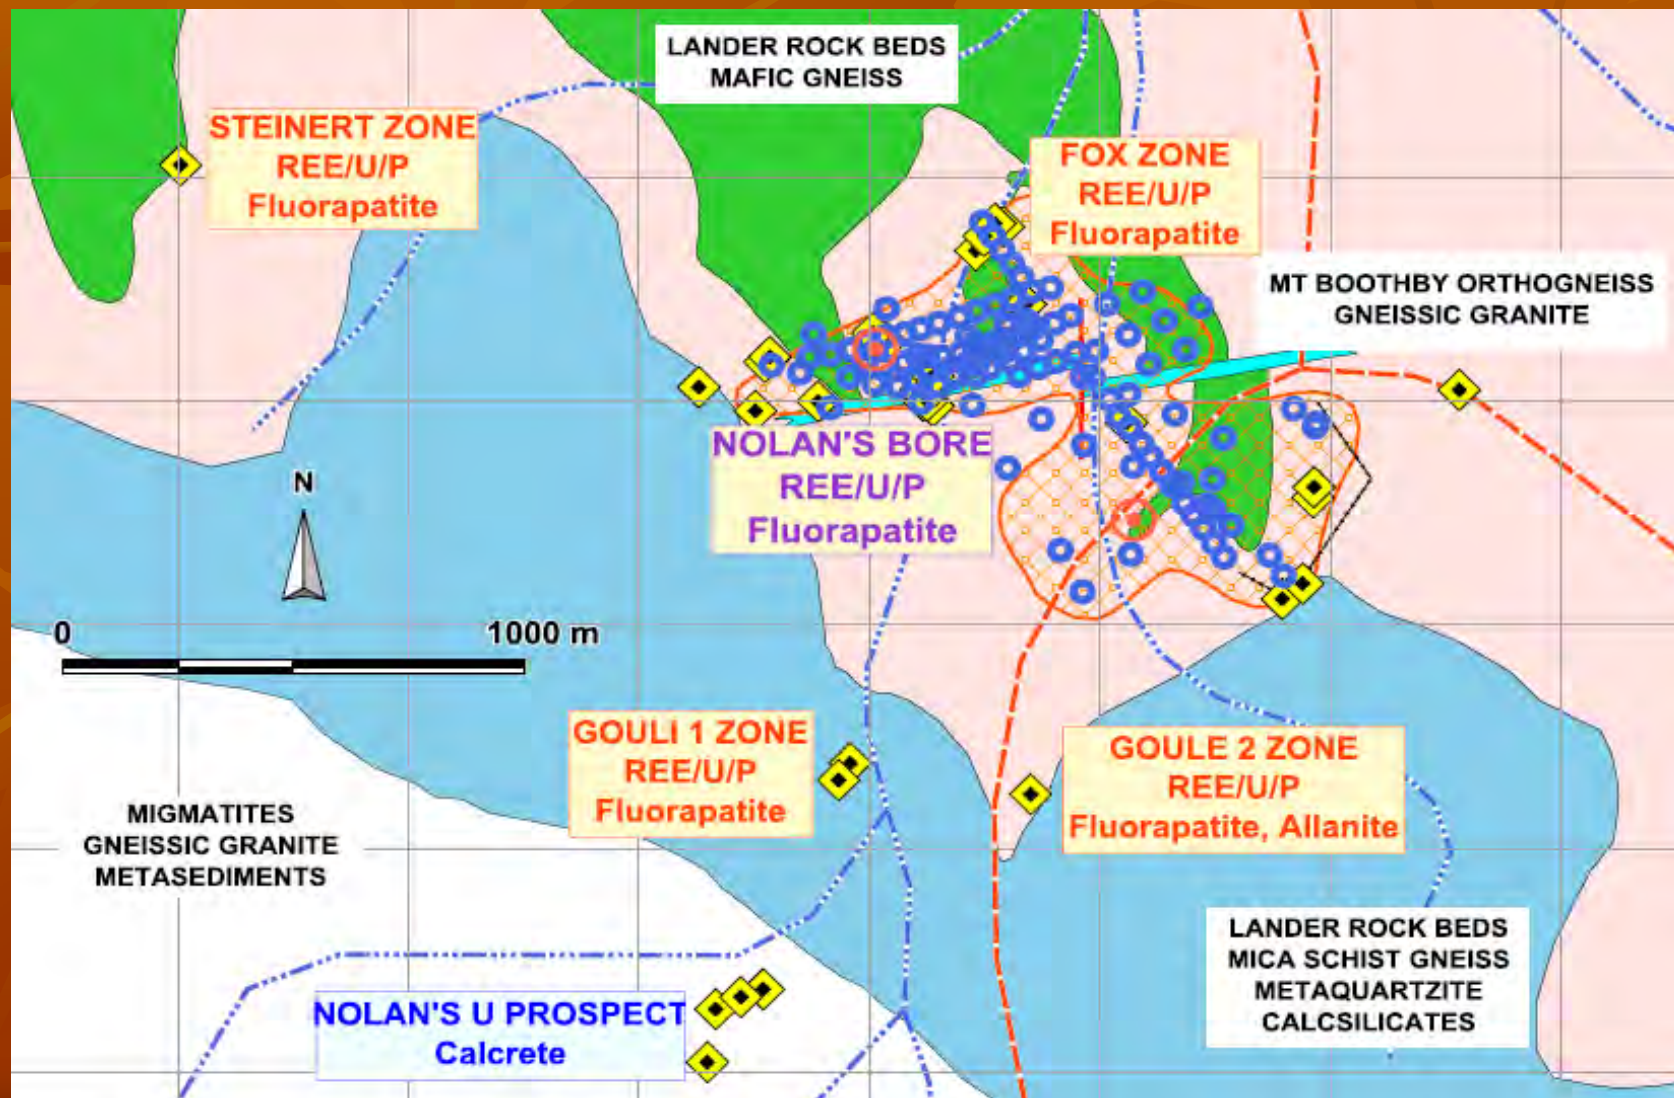 LANDER ROCK BEDS
MAFIC GNEISS
STEINERT ZONE
REE/U/P
Fluorapatite
FOX ZONE
REE/U/P
Fluorapatite
MT BOOTHBY ORTHOGNEISS
GNEISSIC GRANITE
NOLAN'S BORE
REE/U/P
Fluorapatite
N
0 1000 m
GOULI 1 ZONE
REE/U/P
Fluorapatite
GOULE 2 ZONE
REE/U/P
Fluorapatite, Allanite
MIGMATITES
GNEISSIC GRANITE
METASEDIMENTS
LANDER ROCK BEDS
MICA SCHIST GNEISS
METAQUARTZITE
CALCSILICATES
NOLAN'S U PROSPECT
Calcrete